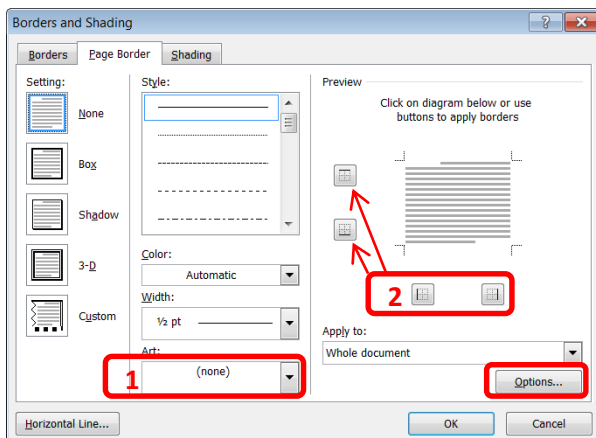 Borders and Shading
Borders
Page Border
Shading
Setting:
None
Box
Shadow
3-D
Custom
Style:
Color:
Automatic
Width:
½ pt
Art:
(none)
1
Preview
Click on diagram below or use
buttons to apply borders
2
Apply to:
Whole document
Options...
Horizontal Line...
OK
Cancel